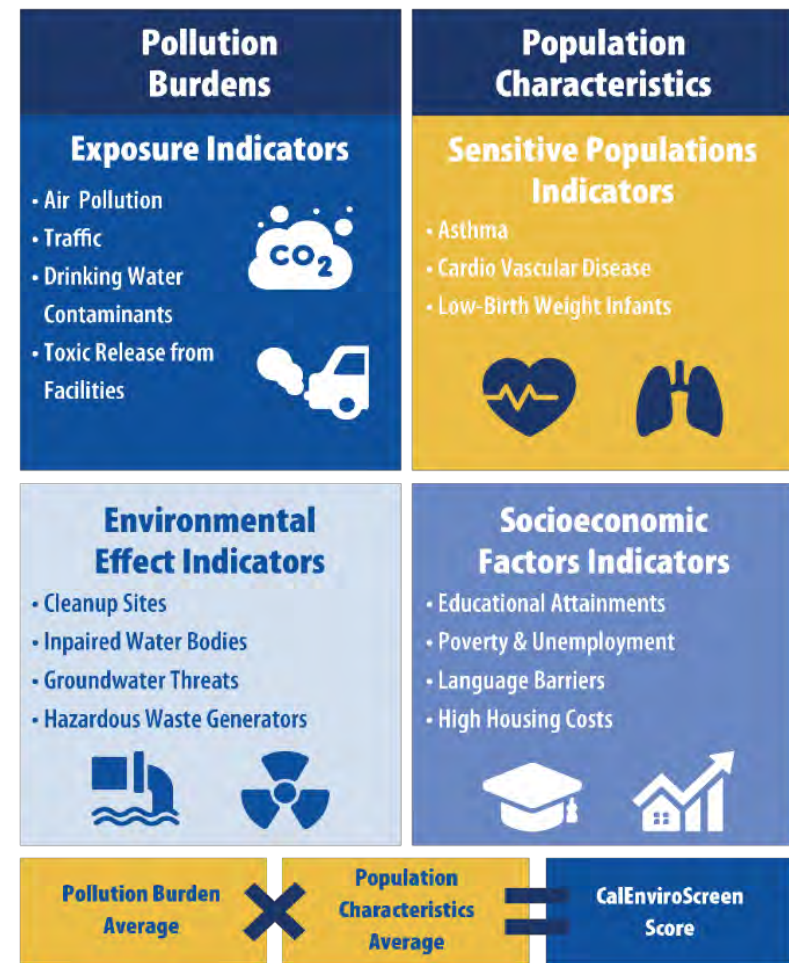 Pollution
Burdens
Exposure Indicators
• Air Pollution
• Traffic
• Drinking Water
Contaminants
• Toxic Release from
Facilities
CO2
Population
Characteristics
Sensitive Populations
Indicators
• Asthma
• Cardio Vascular Disease
• Low-Birth Weight Infants
Environmental
Effect Indicators
• Cleanup Sites
• Inpaired Water Bodies
• Groundwater Threats
• Hazardous Waste Generators
Socioeconomic
Factors Indicators
• Educational Attainments
• Poverty & Unemployment
• Language Barriers
• High Housing Costs
Pollution Burden
Average
×
Population
Characteristics
Average
=
CalEnviroScreen
Score